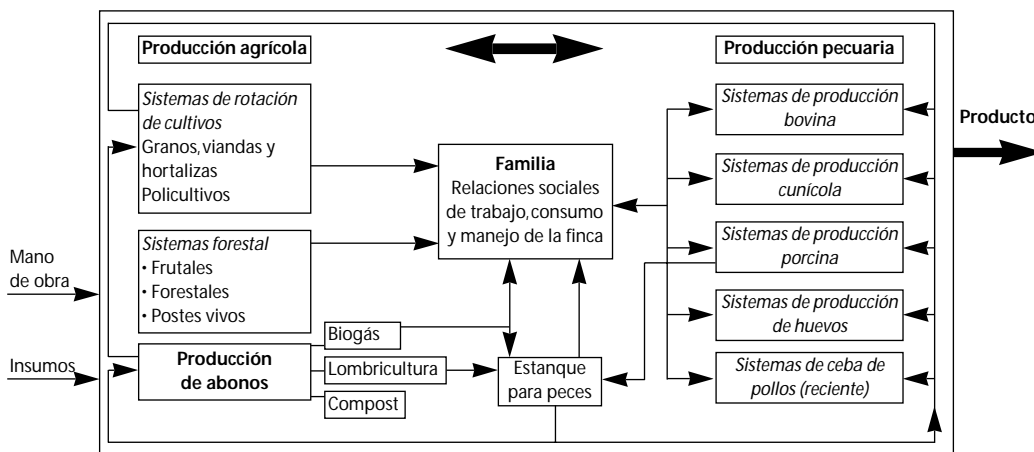 Producción agrícola
Producción pecuaria
Sistemas de rotación
de cultivos
Granos, viandas y
hortalizas
Policultivos
Sistemas forestal
• Frutales
• Forestales
• Postes vivos
Mano
de obra
Insumos
Producción
de abonos
Biogás
Lombricultura
Compost
Familia
Relaciones sociales
de trabajo, consumo
y manejo de la finca
Estanque
para peces
Sistemas de producción
bovina
Sistemas de producción
cunícola
Sistemas de producción
porcina
Sistemas de producción
de huevos
Sistemas de ceba de
pollos (reciente)
Producto